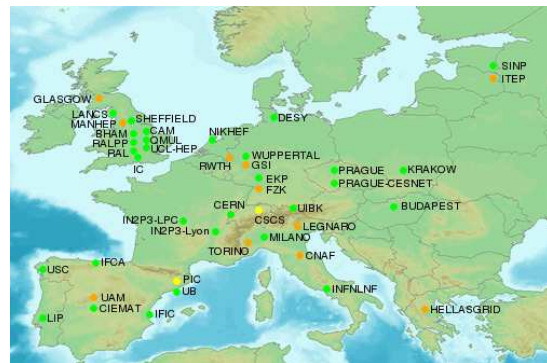 SINP
ITEP
GLASGOW
LANCS
SHEFFIELD
MANHEP
DESY
BHAM
CAM
NIKHEF
RALPP
QMUL
RAL
UCL-HEP
WUPPERTAL
IC
RWTH
GSI
PRAGUE
KRAKOW
EKP
PRAGUE-CESNET
FZK
CERN
UIBK
BUDAPEST
IN2P3-LPC
CSCS
LEGNARO
IN2P3-Lyon
MILANO
TORINO
CNAF
IFCA
USC
PIC
UB
INFNLNF
UAM
CIEMAT
HELLASGRID
LIP
IFIC